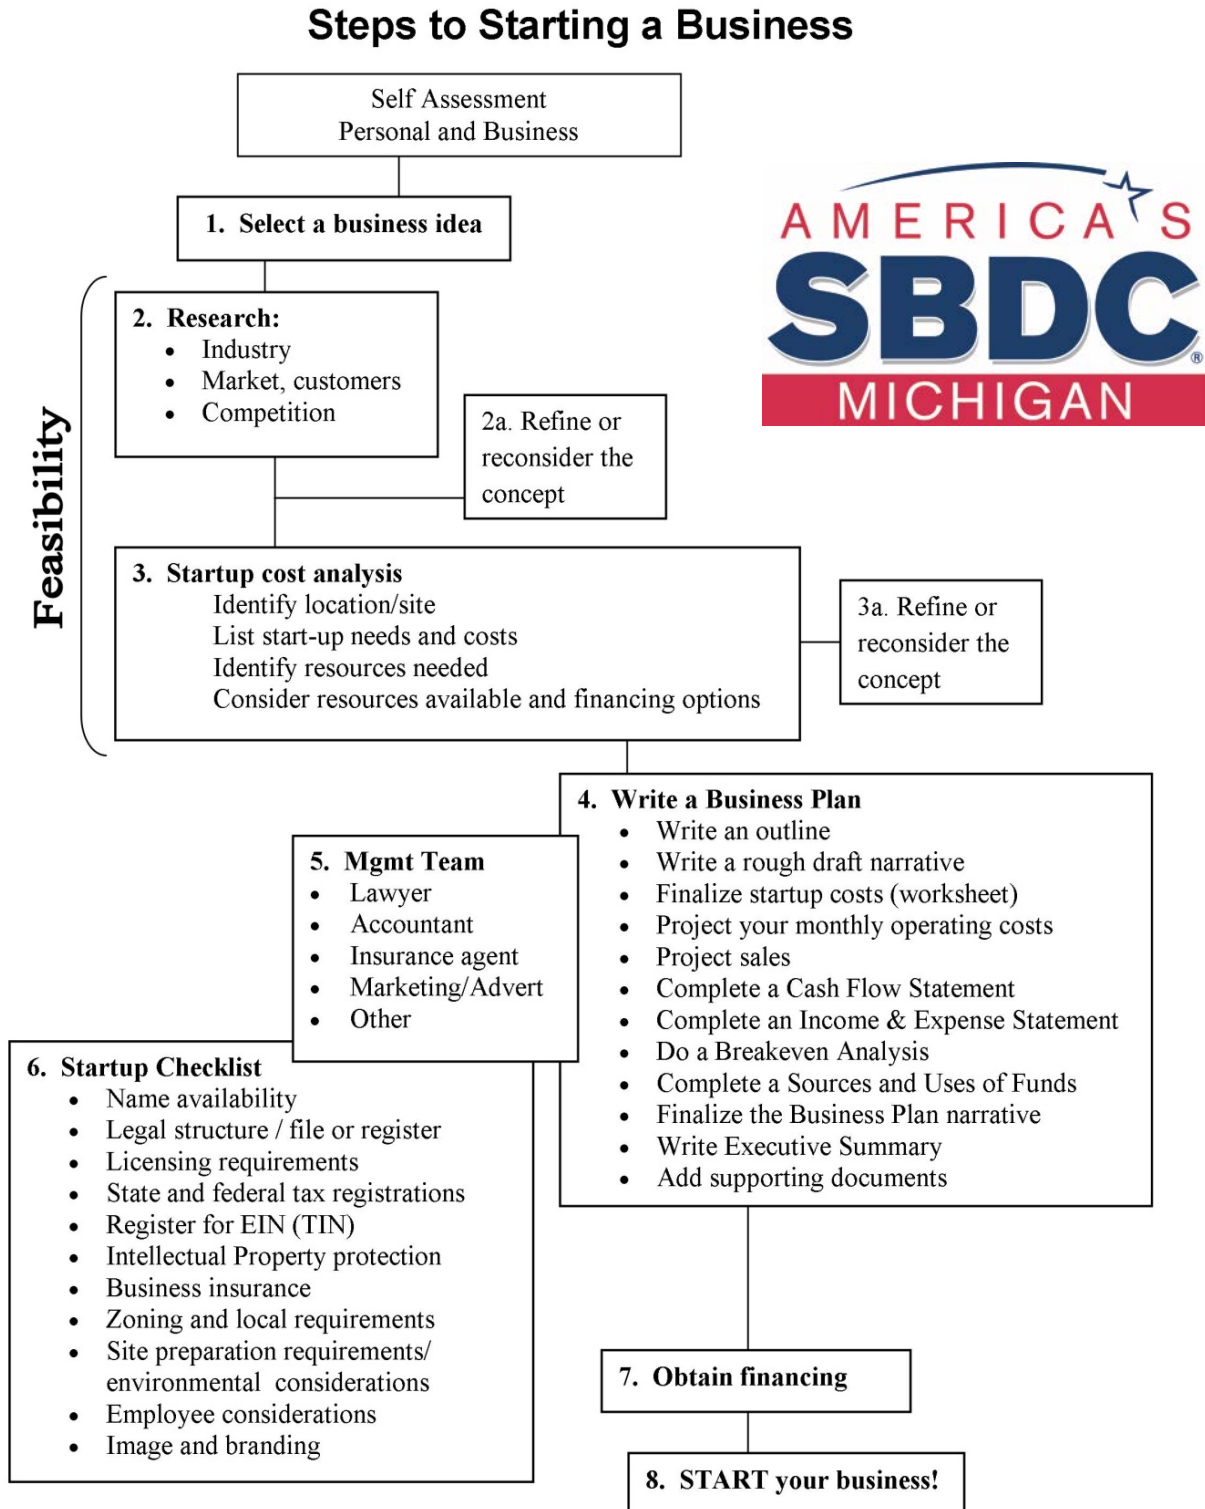 Steps to Starting a Business
Self Assessment
Personal and Business
1. Select a business idea
AMERICA'S
SBDC®
MICHIGAN
Feasibility
2. Research:
• Industry
• Market, customers
• Competition
2a. Refine or
reconsider the
concept
3. Startup cost analysis
Identify location/site
List start-up needs and costs
Identify resources needed
Consider resources available and financing options
3a. Refine or
reconsider the
concept
4. Write a Business Plan
• Write an outline
• Write a rough draft narrative
• Finalize startup costs (worksheet)
• Project your monthly operating costs
• Project sales
• Complete a Cash Flow Statement
• Complete an Income & Expense Statement
• Do a Breakeven Analysis
• Complete a Sources and Uses of Funds
• Finalize the Business Plan narrative
• Write Executive Summary
• Add supporting documents
5. Mgmt Team
• Lawyer
• Accountant
• Insurance agent
• Marketing/Advert
• Other
6. Startup Checklist
• Name availability
• Legal structure / file or register
• Licensing requirements
• State and federal tax registrations
• Register for EIN (TIN)
• Intellectual Property protection
• Business insurance
• Zoning and local requirements
• Site preparation requirements/
environmental considerations
• Employee considerations
• Image and branding
7. Obtain financing
8. START your business!